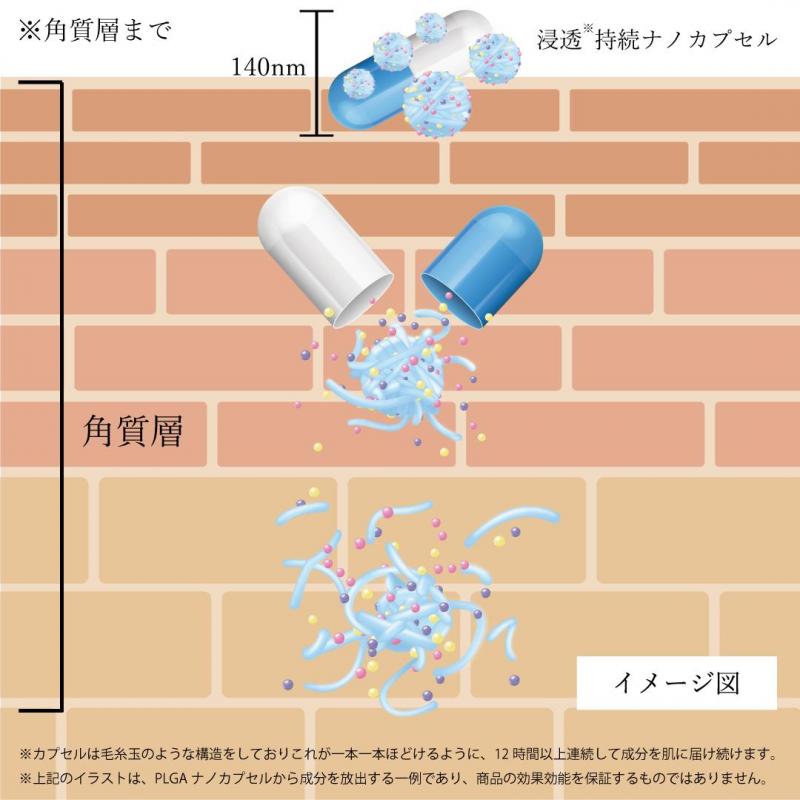 ※角質層まで
140nm
浸透※持続ナノカプセル
角質層
イメージ図
※カプセルは毛糸玉のような構造をしておりこれが一本一本ほどけるように、12時間以上連続して成分を肌に届け続けます。
※上記のイラストは、PLGAナノカプセルから成分を放出する一例であり、商品の効果効能を保証するものではありません。